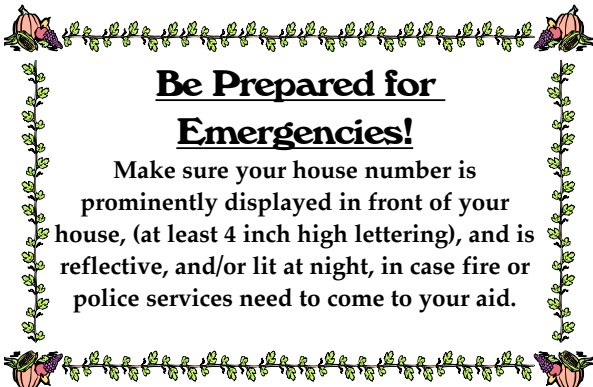 Be Prepared for
Emergencies!
Make sure your house number is
prominently displayed in front of your
house, (at least 4 inch high lettering), and is
reflective, and/or lit at night, in case fire or
police services need to come to your aid.